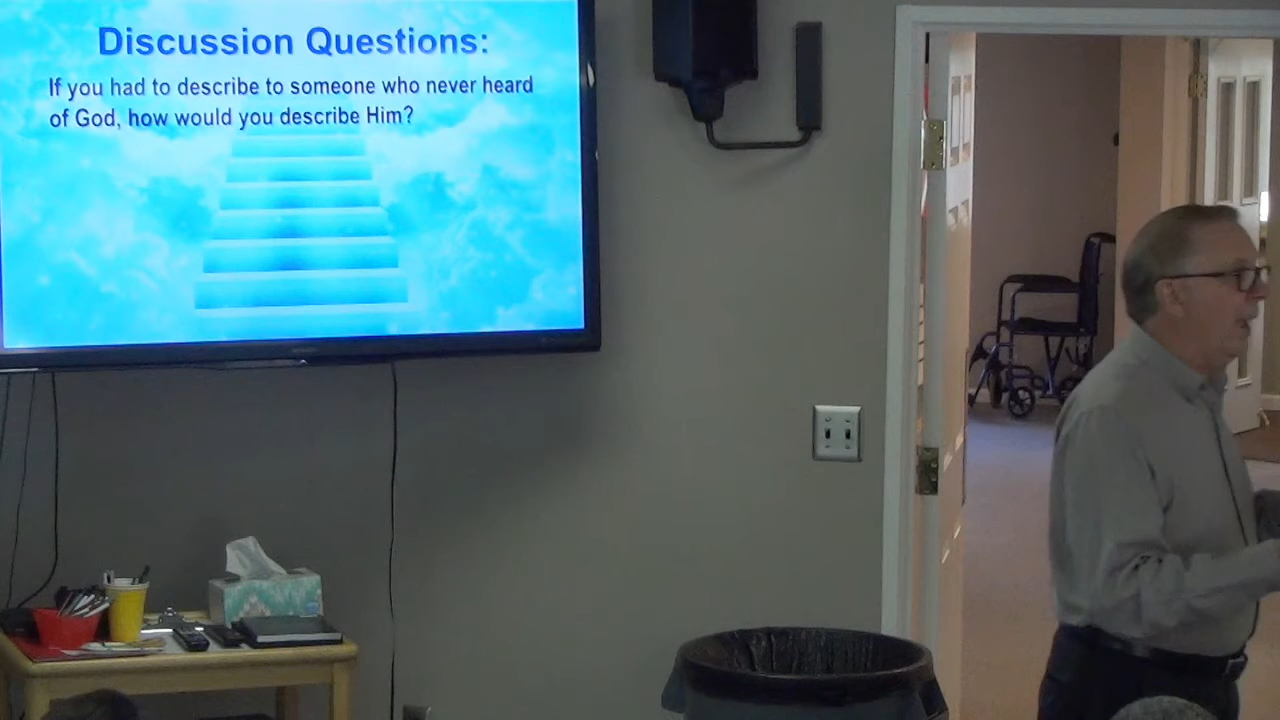 Discussion Questions:
If you had to describe to someone who never heard
of God, how would you describe Him?